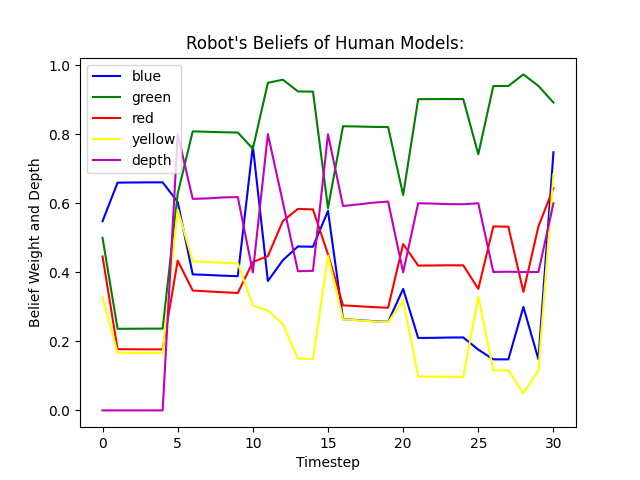 Robot's Beliefs of Human Models:
blue
green
red
yellow
depth
Belief Weight and Depth
1.0
0.8
0.6
0.4
0.2
0.0
0 5 10 15 20 25 30
Timestep